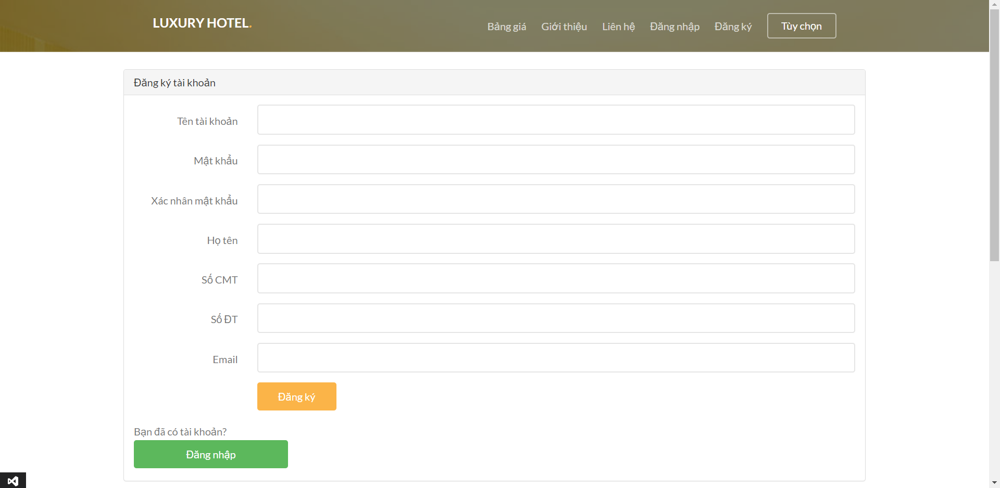 LUXURY HOTEL.
Bảng giá Giới thiệu Liên hệ Đăng nhập Đăng ký Tùy chọn
Đăng ký tài khoản
Tên tài khoản
Mật khẩu
Xác nhân mật khẩu
Họ tên
Số CMT
Số ĐT
Email
Đăng ký
Bạn đã có tài khoản?
Đăng nhập